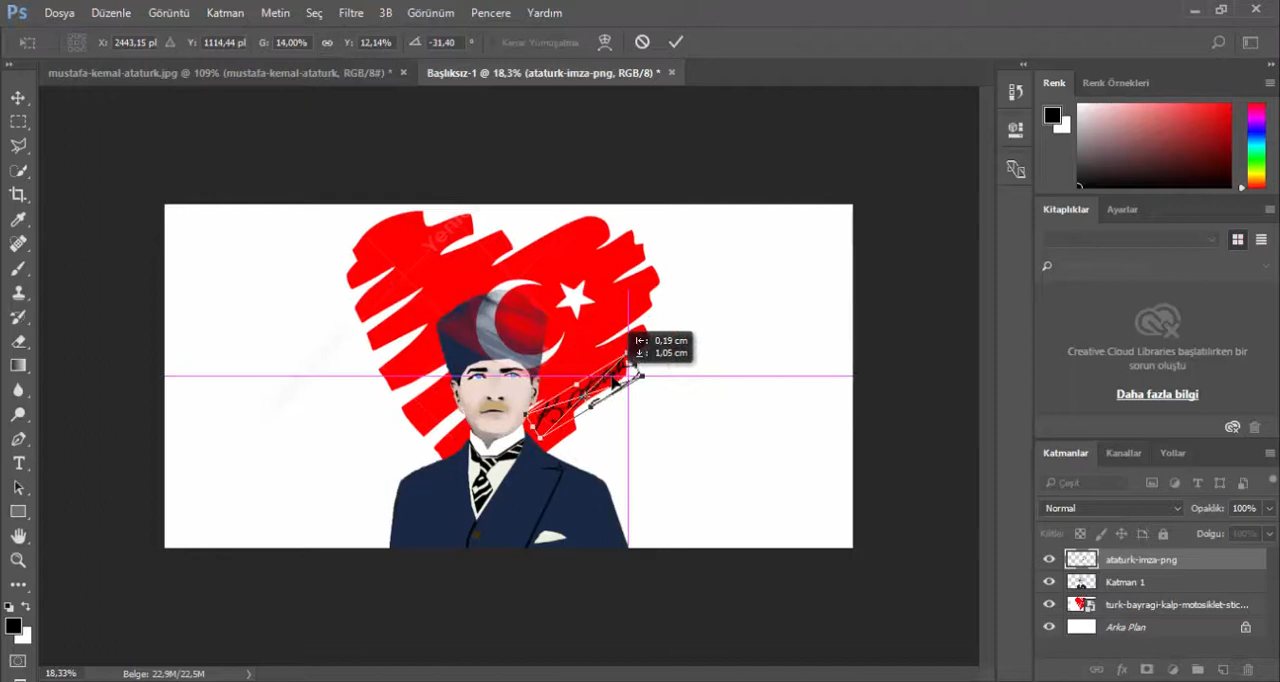 Ps Dosya Düzenle Görüntü Katman Metin Seç Filtre 3B Görünüm Pencere Yardım
X: 2443,15 pl Y: 1114,44 pl G: 14,00% Y: 12,14% -31,40 ° Kenar Yumuşatma
mustafa-kemal-ataturk.jpg @ 109% (mustafa-kemal-ataturk, RGB/8#) * × Başlıksız-1 @ 18,3% (ataturk-imza-png, RGB/8) * ×
Renk Renk Örnekleri
Kitaplıklar Ayarlar
Creative Cloud Libraries başlatılırken bir
sorun oluştu
Daha fazla bilgi
0,19 cm
1,05 cm
Katmanlar Kanallar Yollar
Çeşit
Normal Opaklık: 100%
Kilitle: Dolgu: 100%
ataturk-imza-png
Katman 1
turk-bayragi-kalp-motosiklet-stic...
Arka Plan
18,33% Belge: 22,9M/22,5M